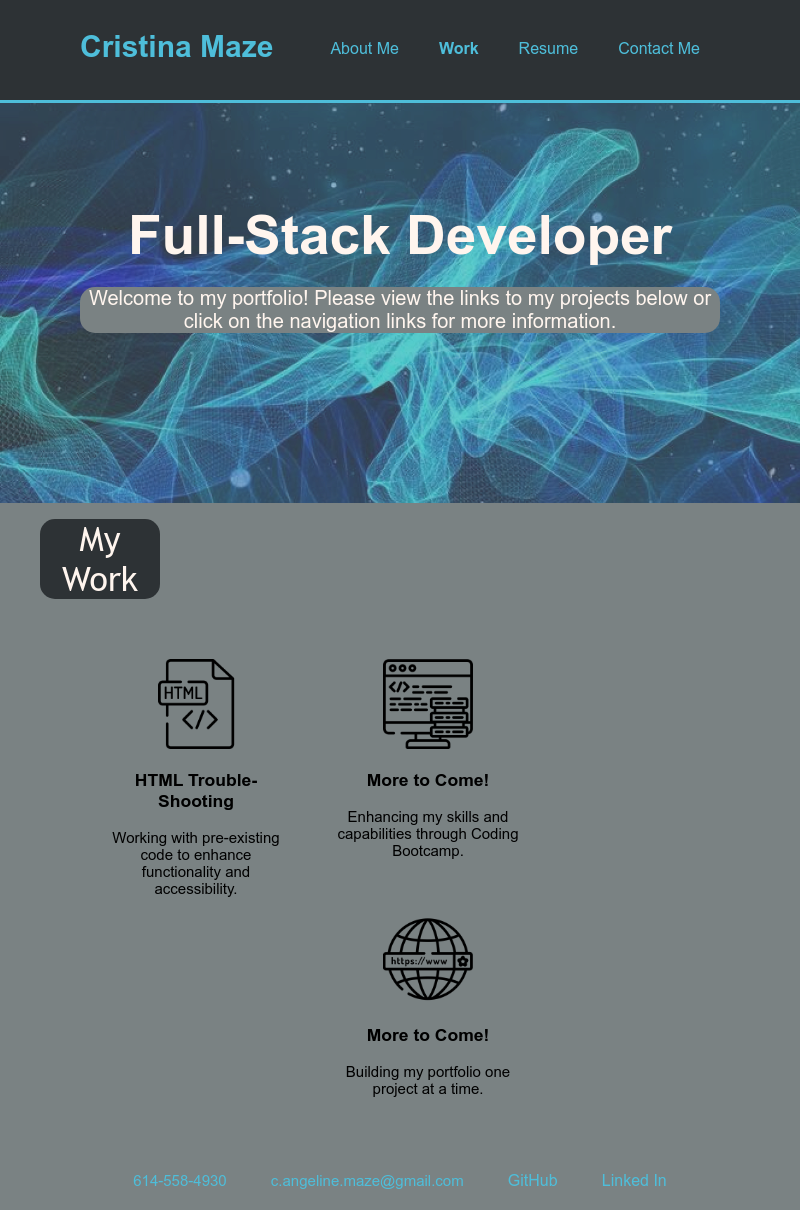 Cristina Maze
About Me
Work
Resume
Contact Me
Full-Stack Developer
Welcome to my portfolio! Please view the links to my projects below or
click on the navigation links for more information.
My
Work
HTML
</>
HTML Trouble-
Shooting
Working with pre-existing
code to enhance
functionality and
accessibility.
</>
More to Come!
Enhancing my skills and
capabilities through Coding
Bootcamp.
https://www
More to Come!
Building my portfolio one
project at a time.
614-558-4930
c.angeline.maze@gmail.com
GitHub
Linked In